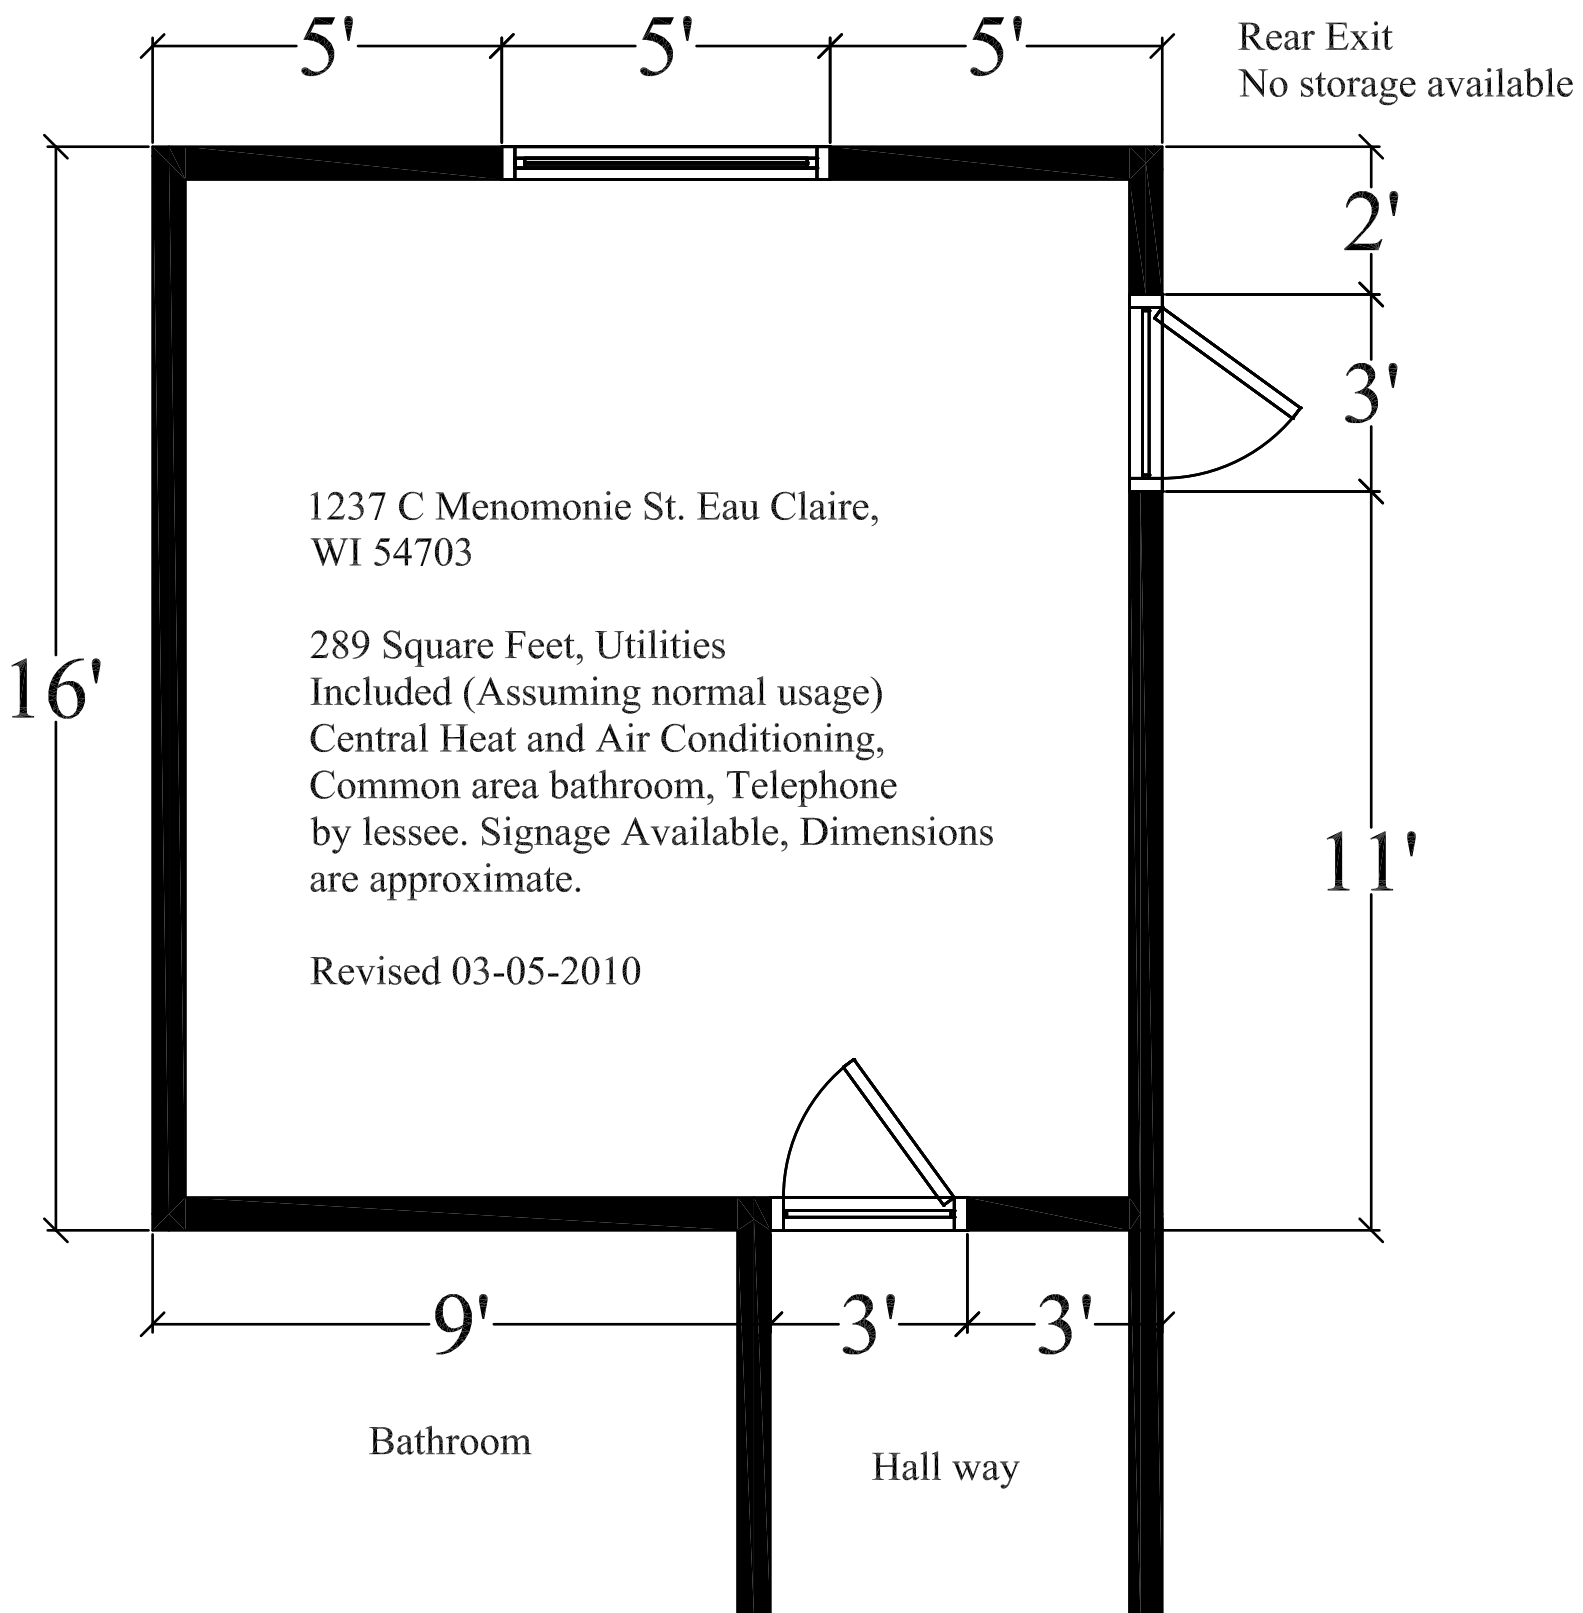 5' 5' 5'
Rear Exit
No storage available
2'
3'
1237 C Menomonie St. Eau Claire,
WI 54703
289 Square Feet, Utilities
Included (Assuming normal usage)
16'
Central Heat and Air Conditioning,
Common area bathroom, Telephone
by lessee. Signage Available, Dimensions
11'
are approximate.
Revised 03-05-2010
9' 3' 3'
Bathroom
Hall way